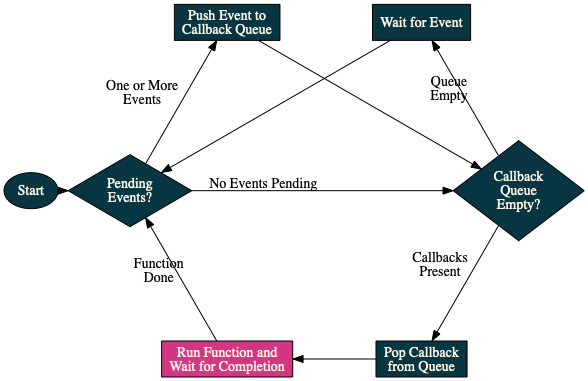 Push Event to
Callback Queue
Wait for Event
One or More
Events
Queue
Empty
Start
Pending
Events?
No Events Pending
Callback
Queue
Empty?
Function
Done
Callbacks
Present
Run Function and
Wait for Completion
Pop Callback
from Queue